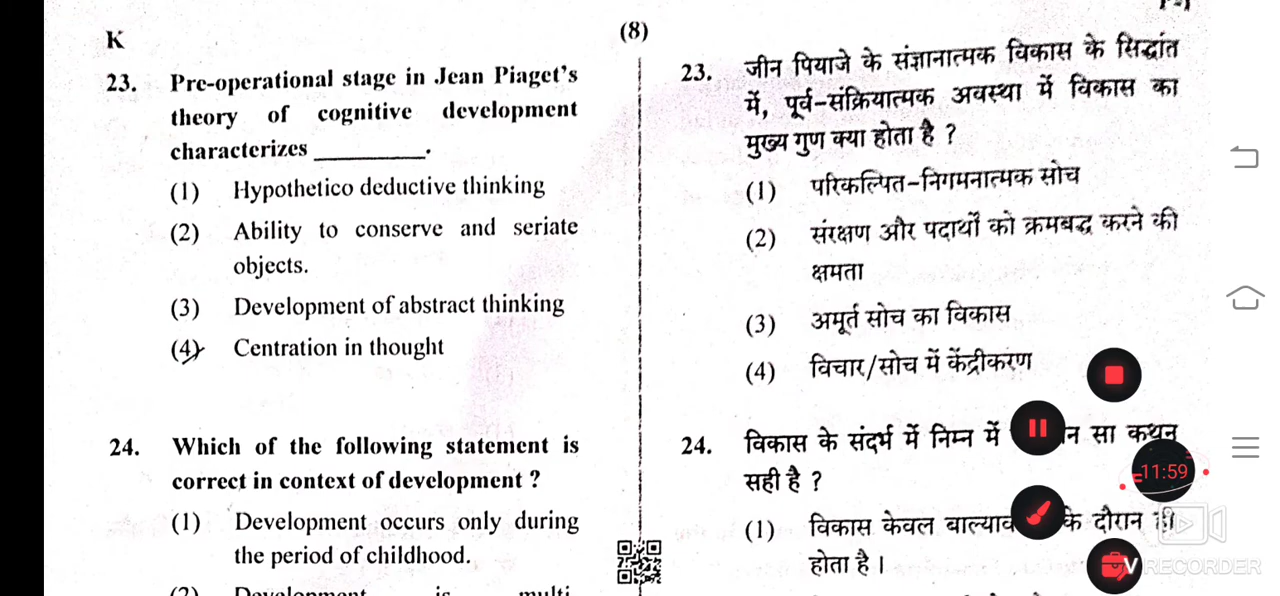 K
(8)
23. Pre-operational stage in Jean Piaget's
theory of cognitive development
characterizes ________.
(1) Hypothetico deductive thinking
(2) Ability to conserve and seriate
objects.
(3) Development of abstract thinking
(4) Centration in thought
24. Which of the following statement is
correct in context of development ?
(1) Development occurs only during
the period of childhood.
23. जीन पियाजे के संज्ञानात्मक विकास के सिद्धांत
में, पूर्व-संक्रियात्मक अवस्था में विकास का
मुख्य गुण क्या होता है ?
(1) परिकल्पित-निगमनात्मक सोच
(2) संरक्षण और पदार्थों को क्रमबद्ध करने की
क्षमता
(3) अमूर्त सोच का विकास
(4) विचार/सोच में केंद्रीकरण
24. विकास के संदर्भ में निम्न में सा कथन
सही है ?
(1) विकास केवल के दौरान ही
होता है।
11:59
V RECORDER